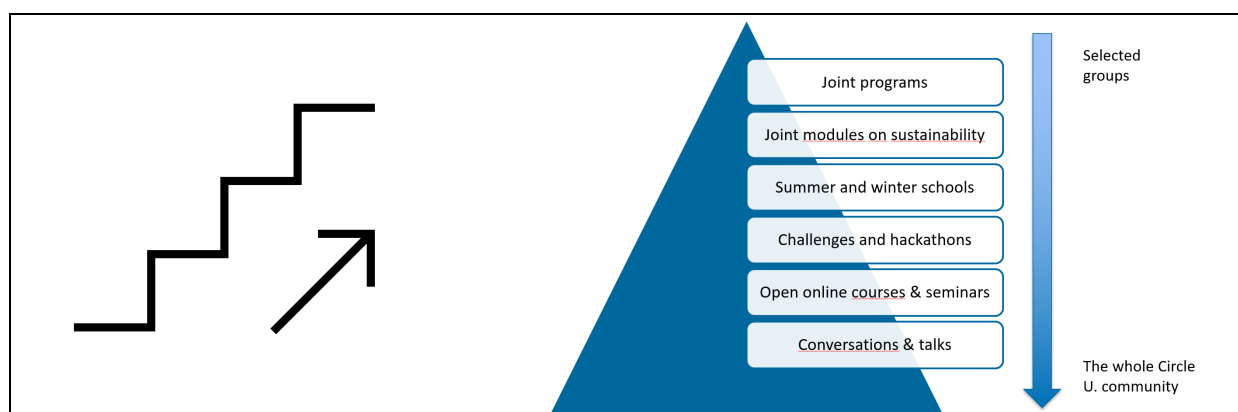 Joint programs
Joint modules on sustainability
Summer and winter schools
Challenges and hackathons
Open online courses & seminars
Conversations & talks
Selected
groups
The whole Circle
U. community